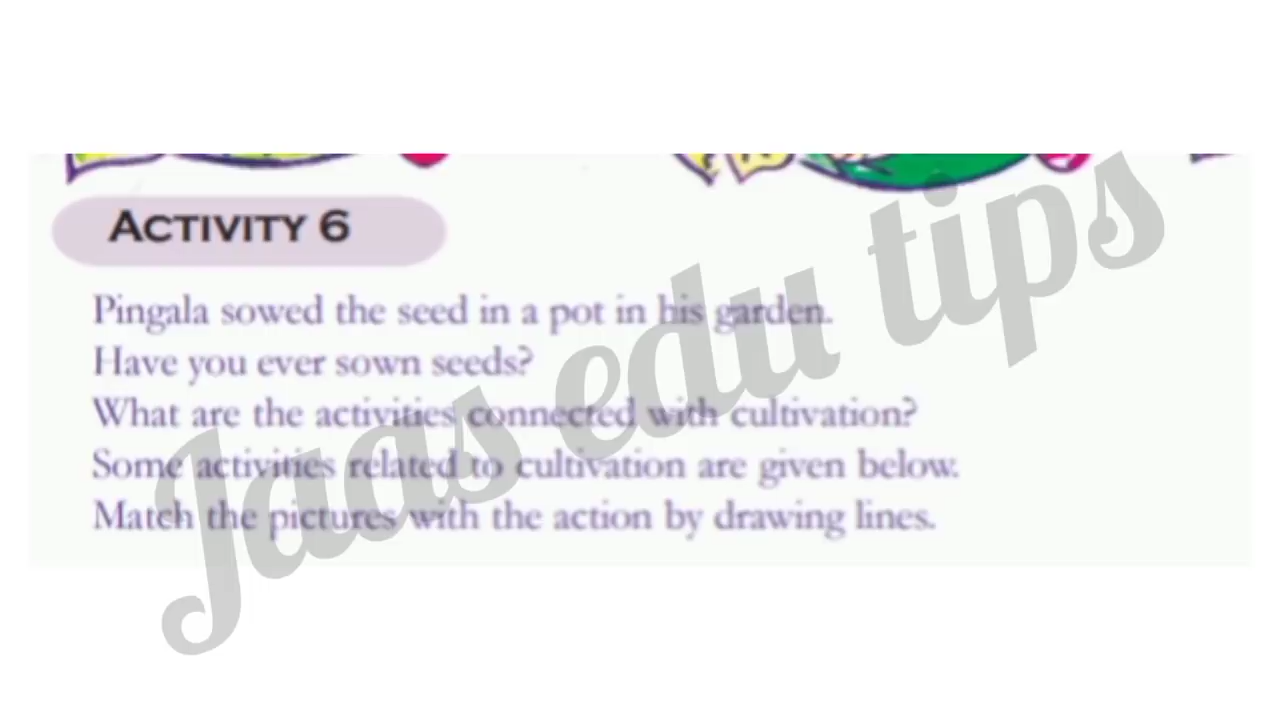 ACTIVITY 6
Pingala sowed the seed in a pot in his garden.
Have you ever sown seeds?
What are the activities connected with cultivation?
Some activities related to cultivation are given below.
Match the pictures with the action by drawing lines.
Jaas edu tips